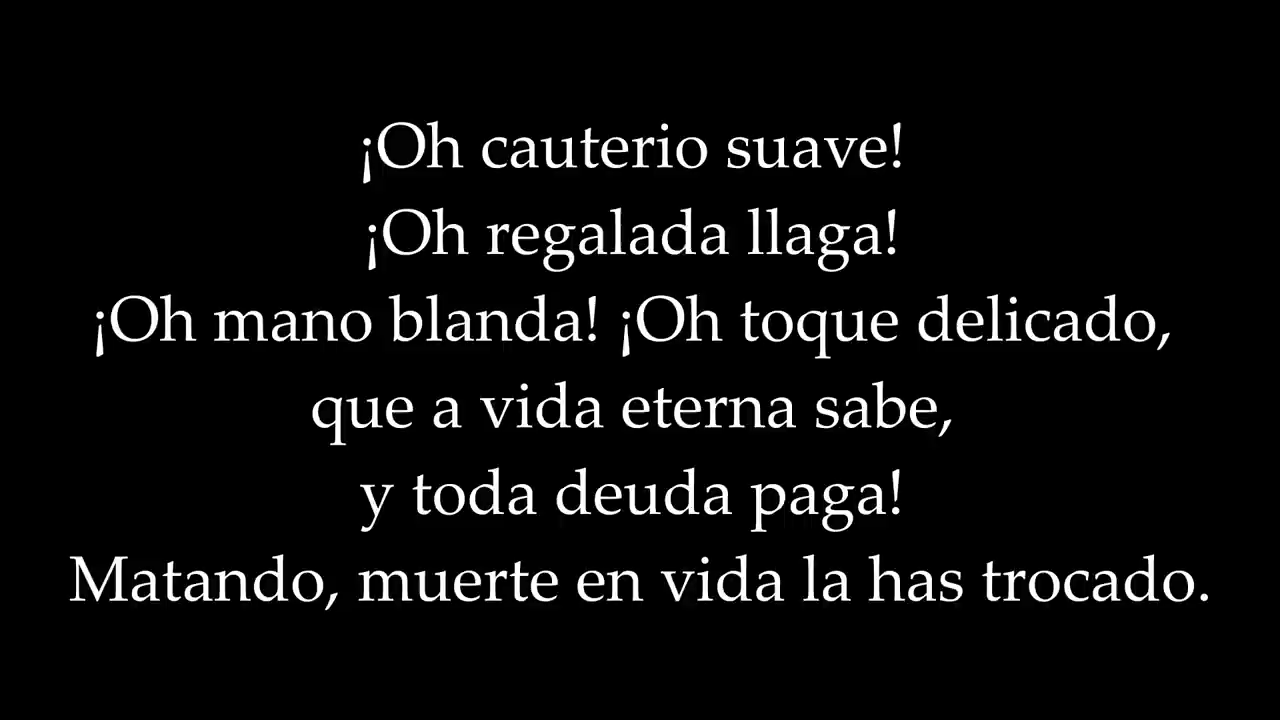 ¡Oh cauterio suave!
¡Oh regalada llaga!
¡Oh mano blanda! ¡Oh toque delicado,
que a vida eterna sabe,
y toda deuda paga!
Matando, muerte en vida la has trocado.